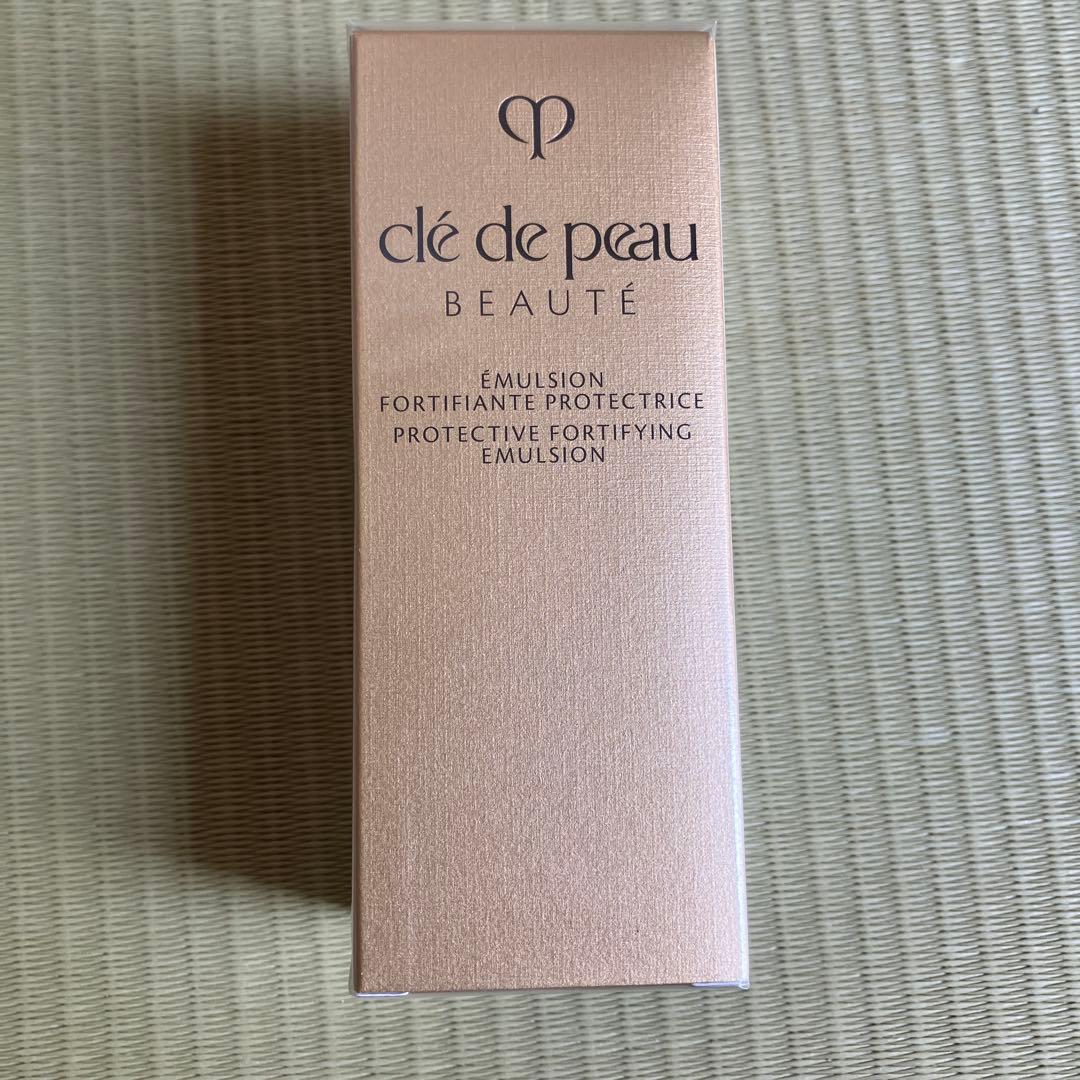 clé de peau
BEAUTÉ
ÉMULSION
FORTIFIANTE PROTECTRICE
PROTECTIVE FORTIFYING
EMULSION